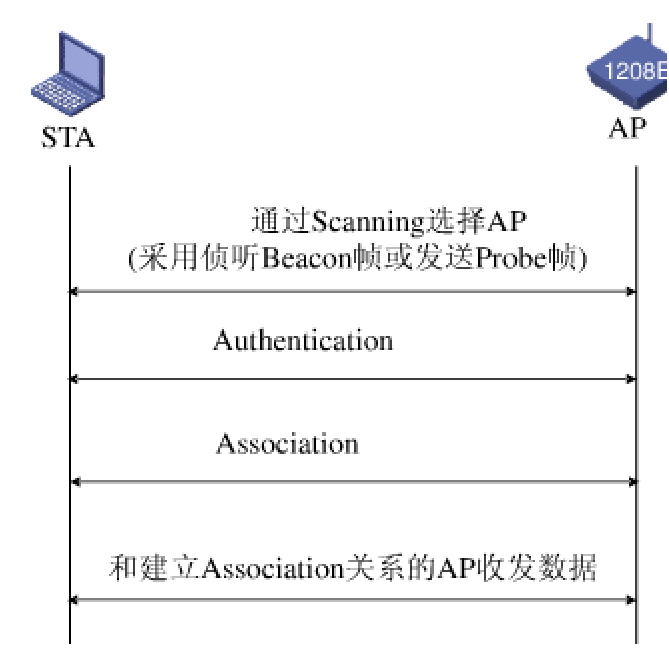 1208E
STA
AP
通过Scanning选择AP
(采用侦听Beacon帧或发送Probe帧)
Authentication
Association
和建立Association关系的AP收发数据